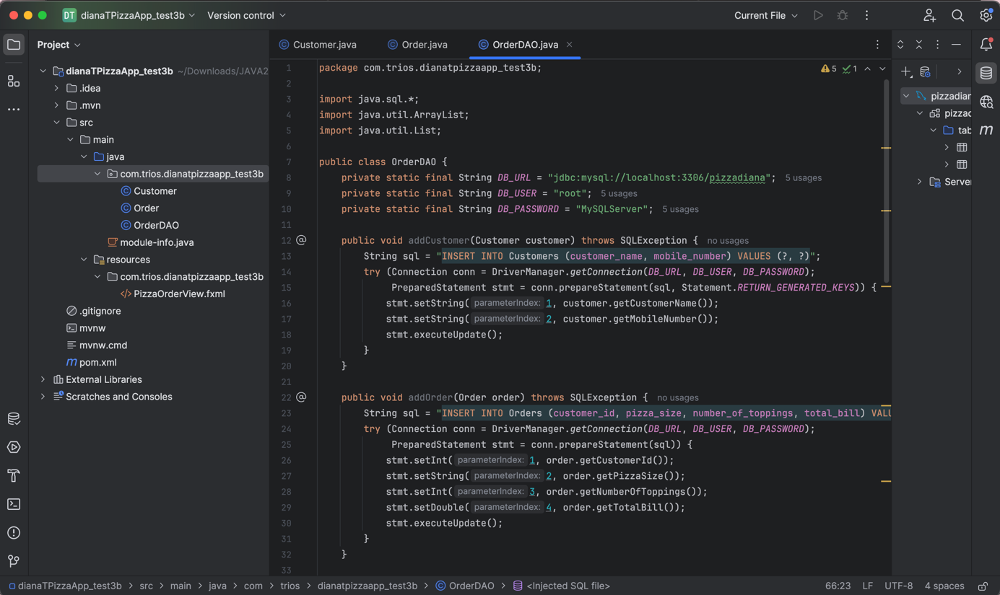 DT dianaTPizzaApp_test3b Version control Current File
Project
dianaTPizzaApp_test3b ~/Downloads/JAVA2
.idea
.mvn
src
main
java
com.trios.dianatpizzaapp_test3b
Customer
Order
OrderDAO
module-info.java
resources
com.trios.dianatpizzaapp_test3b
PizzaOrderView.fxml
.gitignore
mvnw
mvnw.cmd
pom.xml
External Libraries
Scratches and Consoles
Customer.java Order.java OrderDAO.java
5 1
1 package com.trios.dianatpizzaapp_test3b;
2
3 import java.sql.*;
4 import java.util.ArrayList;
5 import java.util.List;
6
7 public class OrderDAO {
8 private static final String DB_URL = "jdbc:mysql://localhost:3306/pizzadiana"; 5 usages
9 private static final String DB_USER = "root"; 5 usages
10 private static final String DB_PASSWORD = "MySQLServer"; 5 usages
11
12 public void addCustomer(Customer customer) throws SQLException { no usages
13 String sql = "INSERT INTO Customers (customer_name, mobile_number) VALUES (?, ?)";
14 try (Connection conn = DriverManager.getConnection(DB_URL, DB_USER, DB_PASSWORD);
15 PreparedStatement stmt = conn.prepareStatement(sql, Statement.RETURN_GENERATED_KEYS)) {
16 stmt.setString( parameterIndex: 1, customer.getCustomerName());
17 stmt.setString( parameterIndex: 2, customer.getMobileNumber());
18 stmt.executeUpdate();
19 }
20 }
21
22 public void addOrder(Order order) throws SQLException { no usages
23 String sql = "INSERT INTO Orders (customer_id, pizza_size, number_of_toppings, total_bill) VALU
24 try (Connection conn = DriverManager.getConnection(DB_URL, DB_USER, DB_PASSWORD);
25 PreparedStatement stmt = conn.prepareStatement(sql)) {
26 stmt.setInt( parameterIndex: 1, order.getCustomerId());
27 stmt.setString( parameterIndex: 2, order.getPizzaSize());
28 stmt.setInt( parameterIndex: 3, order.getNumberOfToppings());
29 stmt.setDouble( parameterIndex: 4, order.getTotalBill());
30 stmt.executeUpdate();
31 }
32 }
33
pizzadian
pizzad
tab
Server
m
dianaTPizzaApp_test3b > src > main > java > com > trios > dianatpizzaapp_test3b > OrderDAO > <Injected SQL file> 66:23 LF UTF-8 4 spaces